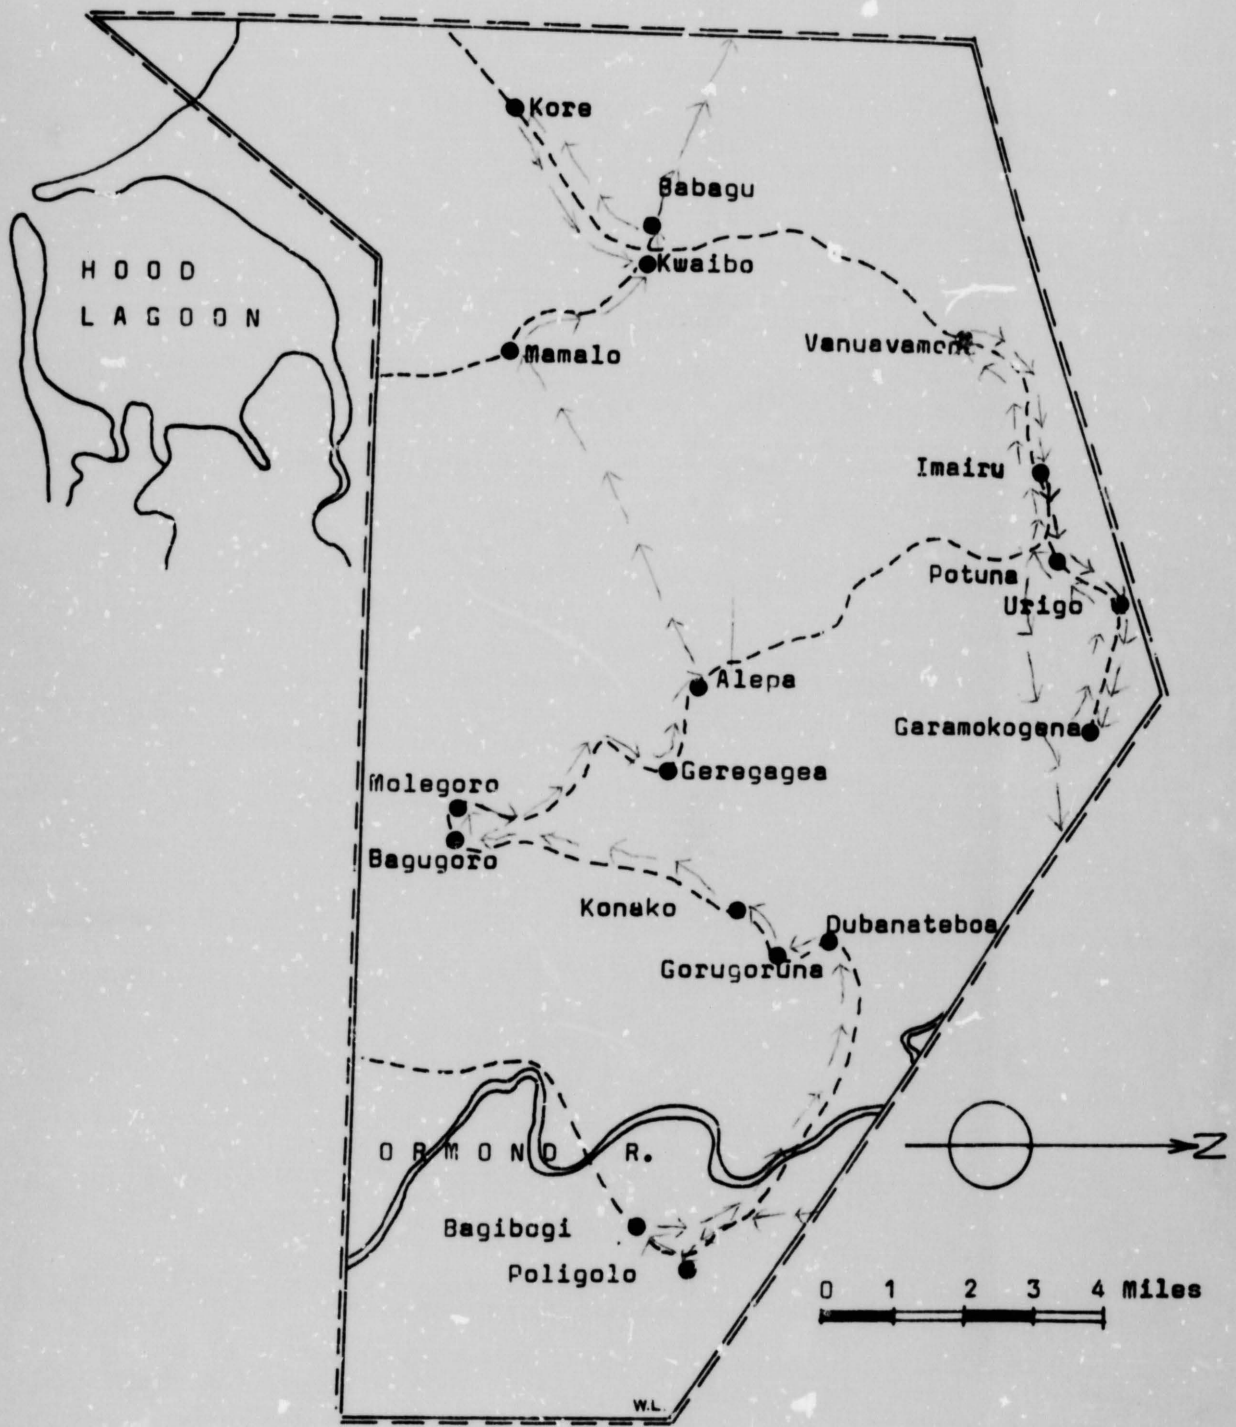 Kore
Babagu
Kwaibo
HOOD
LAGOON
Mamalo
Vanuavamont
Imairu
Potuna
Urigo
Alepa
Garamokogena
Geregagea
Molegoro
Bagugoro
Konako
Dubanateboa
Gorugoruna
ORMOND R.
N
Bagibogi
Poligolo
0 1 2 3 4 Miles
W.L.